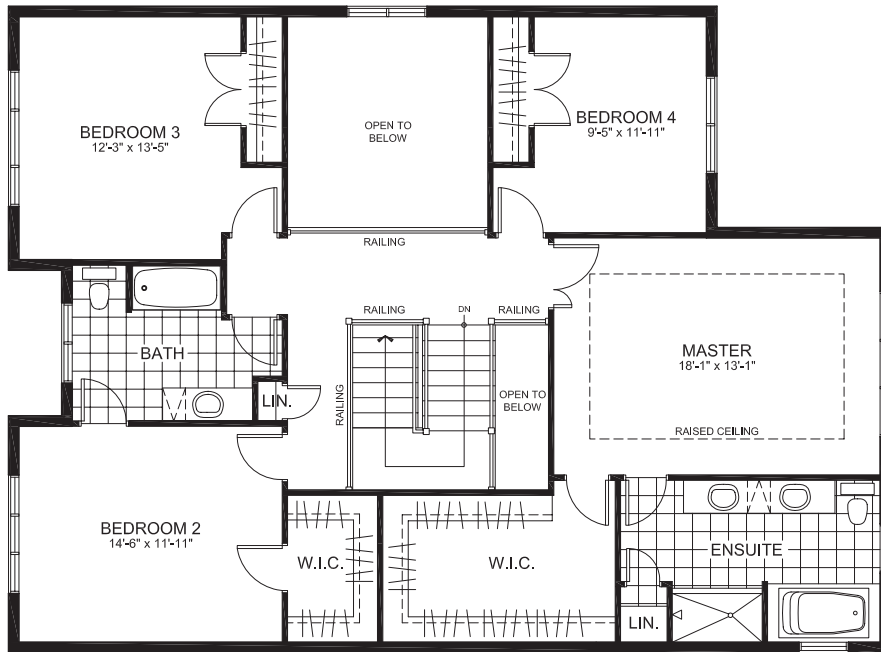 BEDROOM 3
12'-3" x 13'-5"
OPEN TO
BELOW
BEDROOM 4
9'-5" x 11'-11"
RAILING
RAILING
DN
RAILING
BATH
MASTER
18'-1" x 13'-1"
LIN.
RAILING
OPEN TO
BELOW
RAISED CEILING
BEDROOM 2
14'-6" x 11'-11"
W.I.C.
W.I.C.
ENSUITE
LIN.